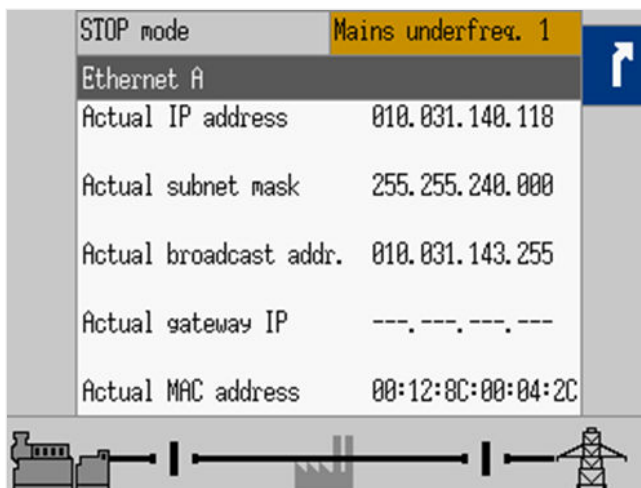 STOP mode Mains underfreq. 1
Ethernet A
Actual IP address 010.031.140.118
Actual subnet mask 255.255.240.000
Actual broadcast addr. 010.031.143.255
Actual gateway IP ---.---.---.---
Actual MAC address 00:12:8C:00:04:2C